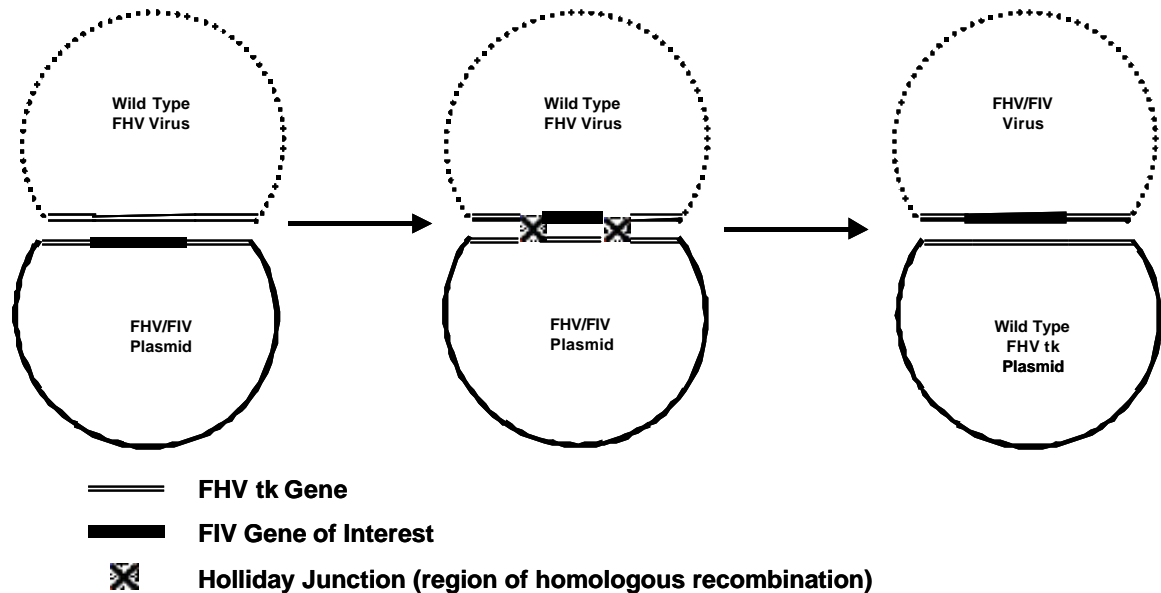 Wild Type
FHV Virus
Wild Type
FHV Virus
FHV/FIV
Virus
FHV/FIV
Plasmid
FHV/FIV
Plasmid
Wild Type
FHV tk
Plasmid
FHV tk Gene
FIV Gene of Interest
Holliday Junction (region of homologous recombination)